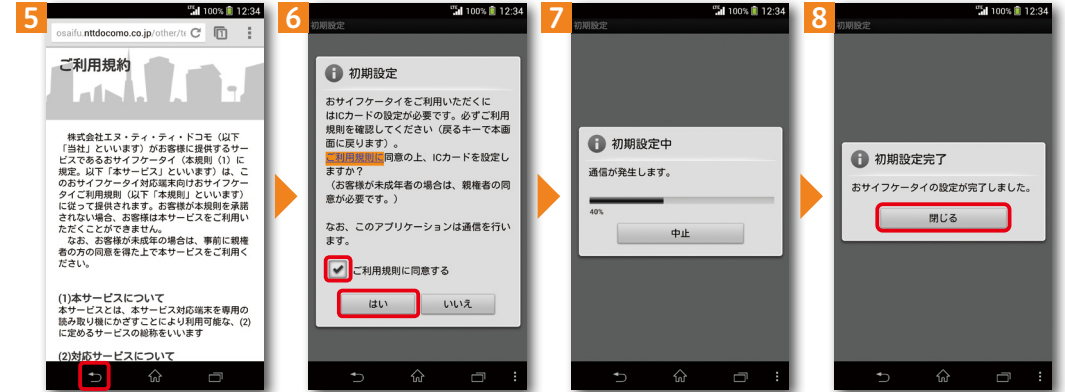 5
100% 12:34
osaifu.nttdocomo.co.jp/other/te
ご利用規約
株式会社エヌ・ティ・ティ・ドコモ（以下
「当社」といいます）がお客様に提供するサー
ビスであるおサイフケータイ（本規則（1）に
規定。以下「本サービス」といいます）は、こ
のおサイフケータイ対応端末向けおサイフケー
タイご利用規則（以下「本規則」といいます）
に従って提供されます。お客様が本規則を承諾
されない場合、お客様は本サービスをご利用い
ただくことができません。
なお、お客様が未成年の場合は、事前に親権
者の方の同意を得た上で本サービスをご利用く
ださい。
(1)本サービスについて
本サービスとは、本サービス対応端末を専用の
読み取り機にかざすことにより利用可能な、(2)
に定めるサービスの総称をいいます
(2)対応サービスについて
6
100% 12:34
初期設定
初期設定
おサイフケータイをご利用いただくに
はICカードの設定が必要です。必ずご利用
規則を確認してください（戻るキーで本画
面に戻ります）。
ご利用規則に同意の上、ICカードを設定し
ますか？
（お客様が未成年者の場合は、親権者の同
意が必要です。）
なお、このアプリケーションは通信を行い
ます。
ご利用規則に同意する
はい
いいえ
7
100% 12:34
初期設定
初期設定中
通信が発生します。
40%
中止
8
100% 12:34
初期設定
初期設定完了
おサイフケータイの設定が完了しました。
閉じる